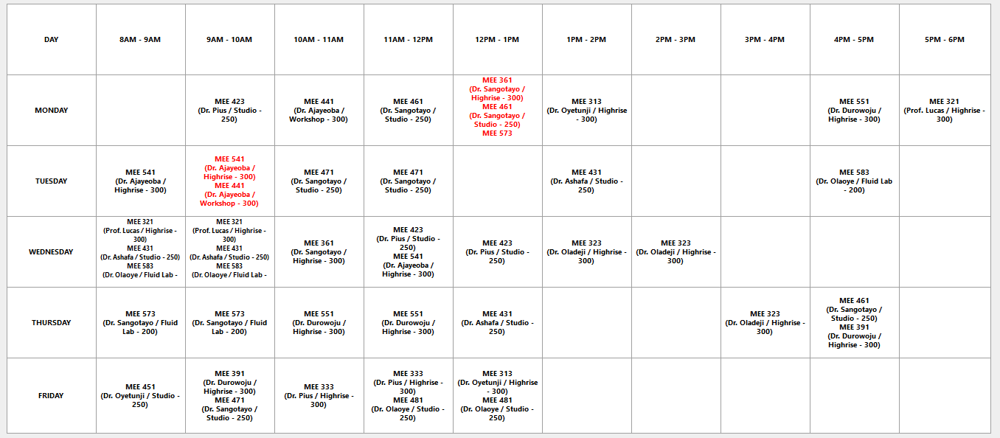 DAY
8AM - 9AM
9AM - 10AM
10AM - 11AM
11AM - 12PM
12PM - 1PM
1PM - 2PM
2PM - 3PM
3PM - 4PM
4PM - 5PM
5PM - 6PM
MONDAY
MEE 423
(Dr. Pius / Studio -
250)
MEE 441
(Dr. Ajayeoba /
Workshop - 300)
MEE 461
(Dr. Sangotayo /
Studio - 250)
MEE 361
(Dr. Sangotayo /
Highrise - 300)
MEE 461
(Dr. Sangotayo /
Studio - 250)
MEE 573
MEE 313
(Dr. Oyetunji / Highrise
- 300)
MEE 551
(Dr. Durowoju /
Highrise - 300)
MEE 321
(Prof. Lucas / Highrise -
300)
TUESDAY
MEE 541
(Dr. Ajayeoba /
Highrise - 300)
MEE 541
(Dr. Ajayeoba /
Highrise - 300)
MEE 441
(Dr. Ajayeoba /
Workshop - 300)
MEE 471
(Dr. Sangotayo /
Studio - 250)
MEE 471
(Dr. Sangotayo /
Studio - 250)
MEE 431
(Dr. Ashafa / Studio -
250)
MEE 583
(Dr. Olaoye / Fluid Lab
- 200)
WEDNESDAY
MEE 321
(Prof. Lucas / Highrise -
300)
MEE 431
(Dr. Ashafa / Studio - 250)
MEE 583
(Dr. Olaoye / Fluid Lab -
MEE 321
(Prof. Lucas / Highrise -
300)
MEE 431
(Dr. Ashafa / Studio - 250)
MEE 583
(Dr. Olaoye / Fluid Lab -
MEE 361
(Dr. Sangotayo /
Highrise - 300)
MEE 423
(Dr. Pius / Studio -
250)
MEE 541
(Dr. Ajayeoba /
Highrise - 300)
MEE 423
(Dr. Pius / Studio -
250)
MEE 323
(Dr. Oladeji / Highrise -
300)
MEE 323
(Dr. Oladeji / Highrise -
300)
THURSDAY
MEE 573
(Dr. Sangotayo / Fluid
Lab - 200)
MEE 573
(Dr. Sangotayo / Fluid
Lab - 200)
MEE 551
(Dr. Durowoju /
Highrise - 300)
MEE 551
(Dr. Durowoju /
Highrise - 300)
MEE 431
(Dr. Ashafa / Studio -
250)
MEE 323
(Dr. Oladeji / Highrise -
300)
MEE 461
(Dr. Sangotayo /
Studio - 250)
MEE 391
(Dr. Durowoju /
Highrise - 300)
FRIDAY
MEE 451
(Dr. Oyetunji / Studio -
250)
MEE 391
(Dr. Durowoju /
Highrise - 300)
MEE 471
(Dr. Sangotayo /
Studio - 250)
MEE 333
(Dr. Pius / Highrise -
300)
MEE 333
(Dr. Pius / Highrise -
300)
MEE 481
(Dr. Olaoye / Studio -
250)
MEE 313
(Dr. Oyetunji / Highrise
- 300)
MEE 481
(Dr. Olaoye / Studio -
250)